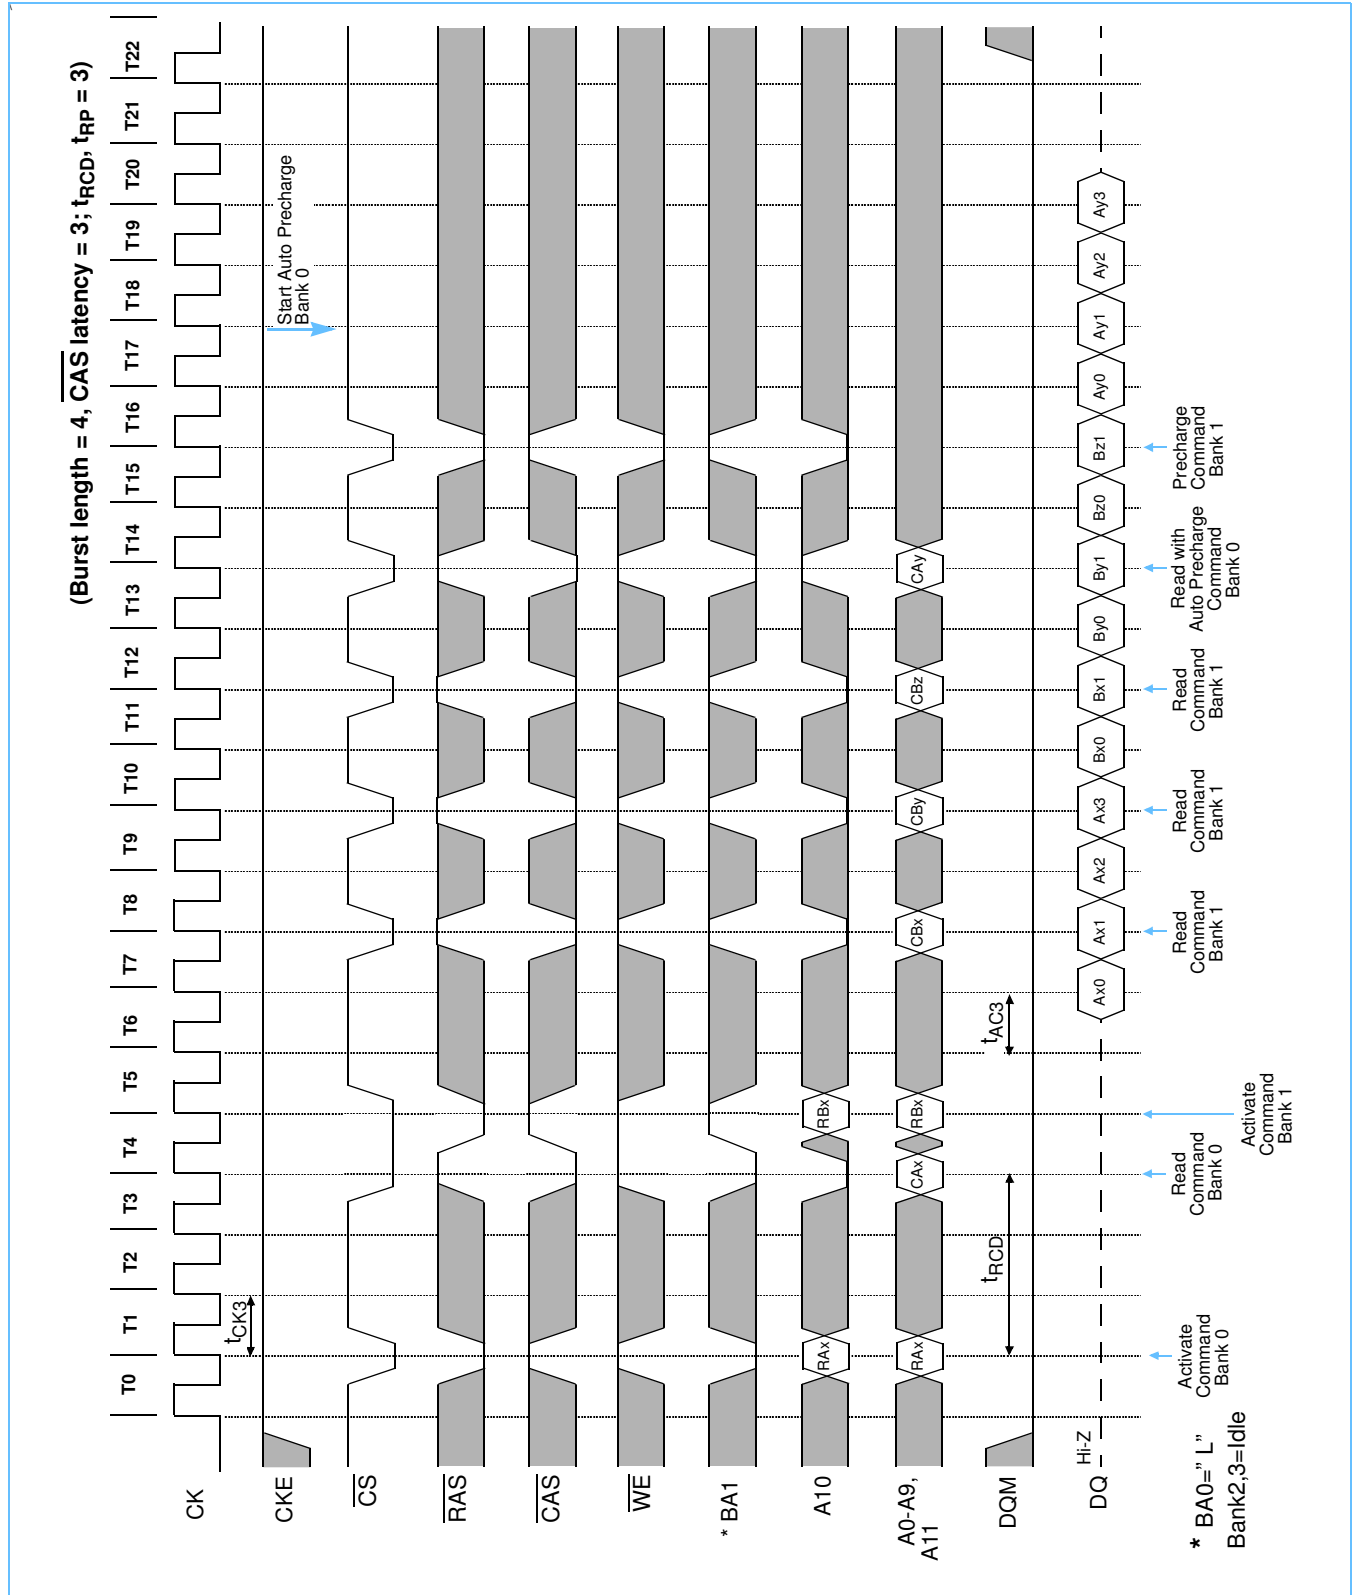 (Burst length = 4, CAS latency = 3; tRCD, tRP = 3)
T0 T1 T2 T3 T4 T5 T6 T7 T8 T9 T10 T11 T12 T13 T14 T15 T16 T17 T18 T19 T20 T21 T22
CK
tCK3
CKE
Start Auto Precharge
Bank 0
CS
RAS
CAS
WE
* BA1
A10
RAx
RBx
A0-A9,
A11
RAx
CAx
RBx
CBx
CBy
CBz
CAy
DQM
tRCD
tAC3
DQ
Hi-Z
Ax0
Ax1
Ax2
Ax3
Bx0
Bx1
By0
By1
Bz0
Bz1
Ay0
Ay1
Ay2
Ay3
Activate
Command
Bank 0
Read
Command
Bank 0
Activate
Command
Bank 1
Read
Command
Bank 1
Read
Command
Bank 1
Read
Command
Bank 1
Read with
Auto Precharge
Command
Bank 0
Precharge
Command
Bank 1
* BA0=” L”
Bank2,3=Idle